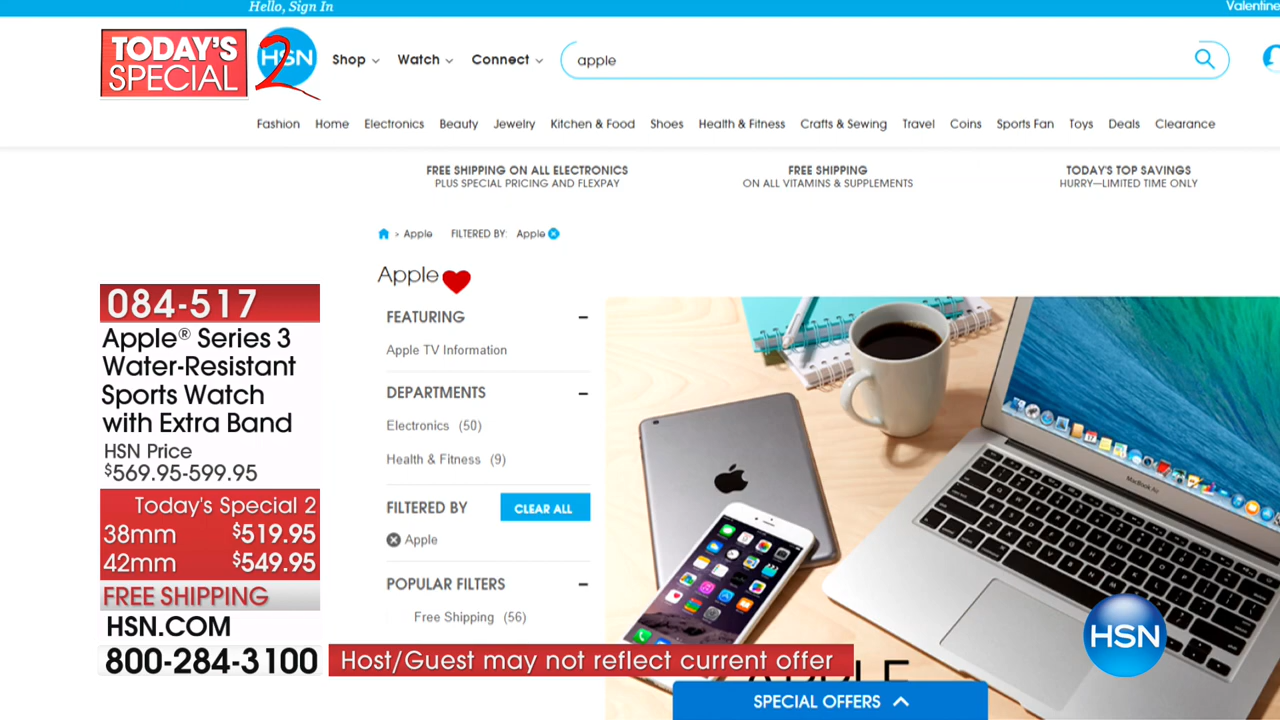 Hello, Sign In
Valentine
TODAY'S
SPECIAL
HSN
2
Shop
Watch
Connect
apple
Fashion
Home
Electronics
Beauty
Jewelry
Kitchen & Food
Shoes
Health & Fitness
Crafts & Sewing
Travel
Coins
Sports Fan
Toys
Deals
Clearance
FREE SHIPPING ON ALL ELECTRONICS
PLUS SPECIAL PRICING AND FLEXPAY
FREE SHIPPING
ON ALL VITAMINS & SUPPLEMENTS
TODAY'S TOP SAVINGS
HURRY—LIMITED TIME ONLY
> Apple
FILTERED BY:
Apple
Apple
FEATURING
Apple TV Information
DEPARTMENTS
Electronics (50)
Health & Fitness (9)
FILTERED BY
CLEAR ALL
Apple
POPULAR FILTERS
Free Shipping (56)
084-517
Apple® Series 3
Water-Resistant
Sports Watch
with Extra Band
HSN Price
$569.95-599.95
Today's Special 2
38mm $519.95
42mm $549.95
FREE SHIPPING
HSN.COM
800-284-3100
Host/Guest may not reflect current offer
MacBook Air
HSN
APPLE
SPECIAL OFFERS